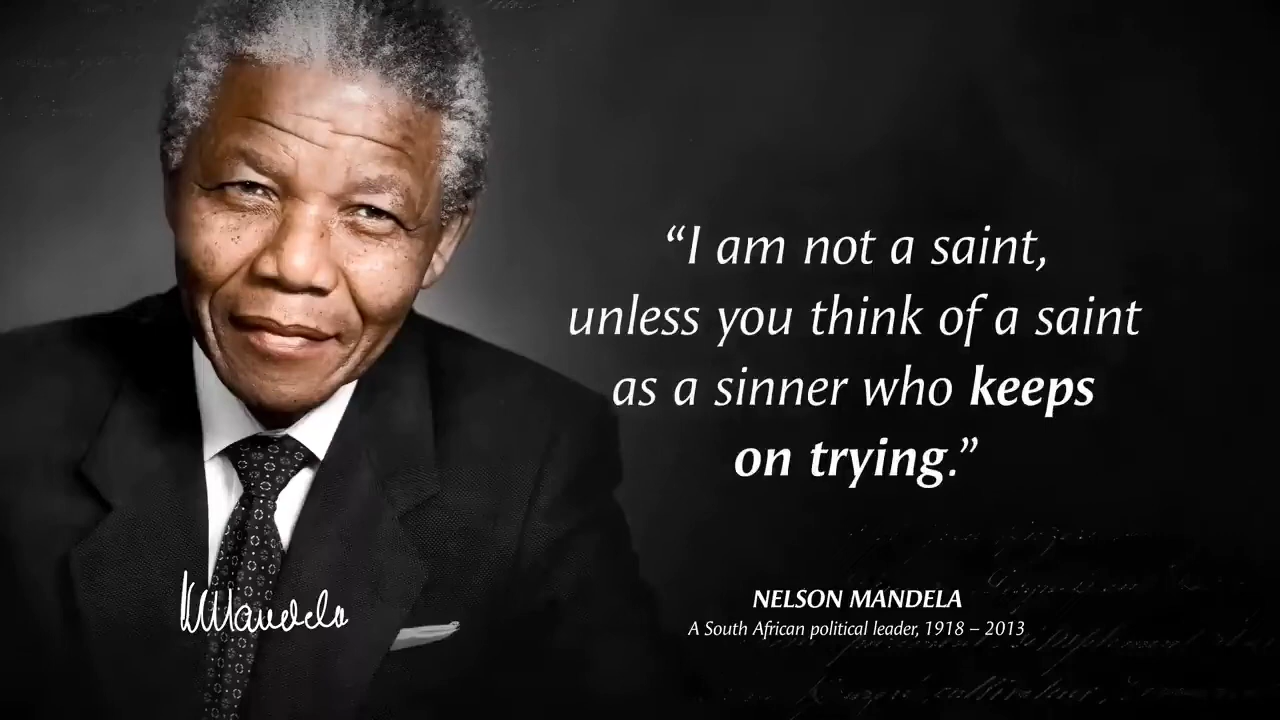 “I am not a saint,
unless you think of a saint
as a sinner who keeps
on trying.”
NMandela
NELSON MANDELA
A South African political leader, 1918 – 2013